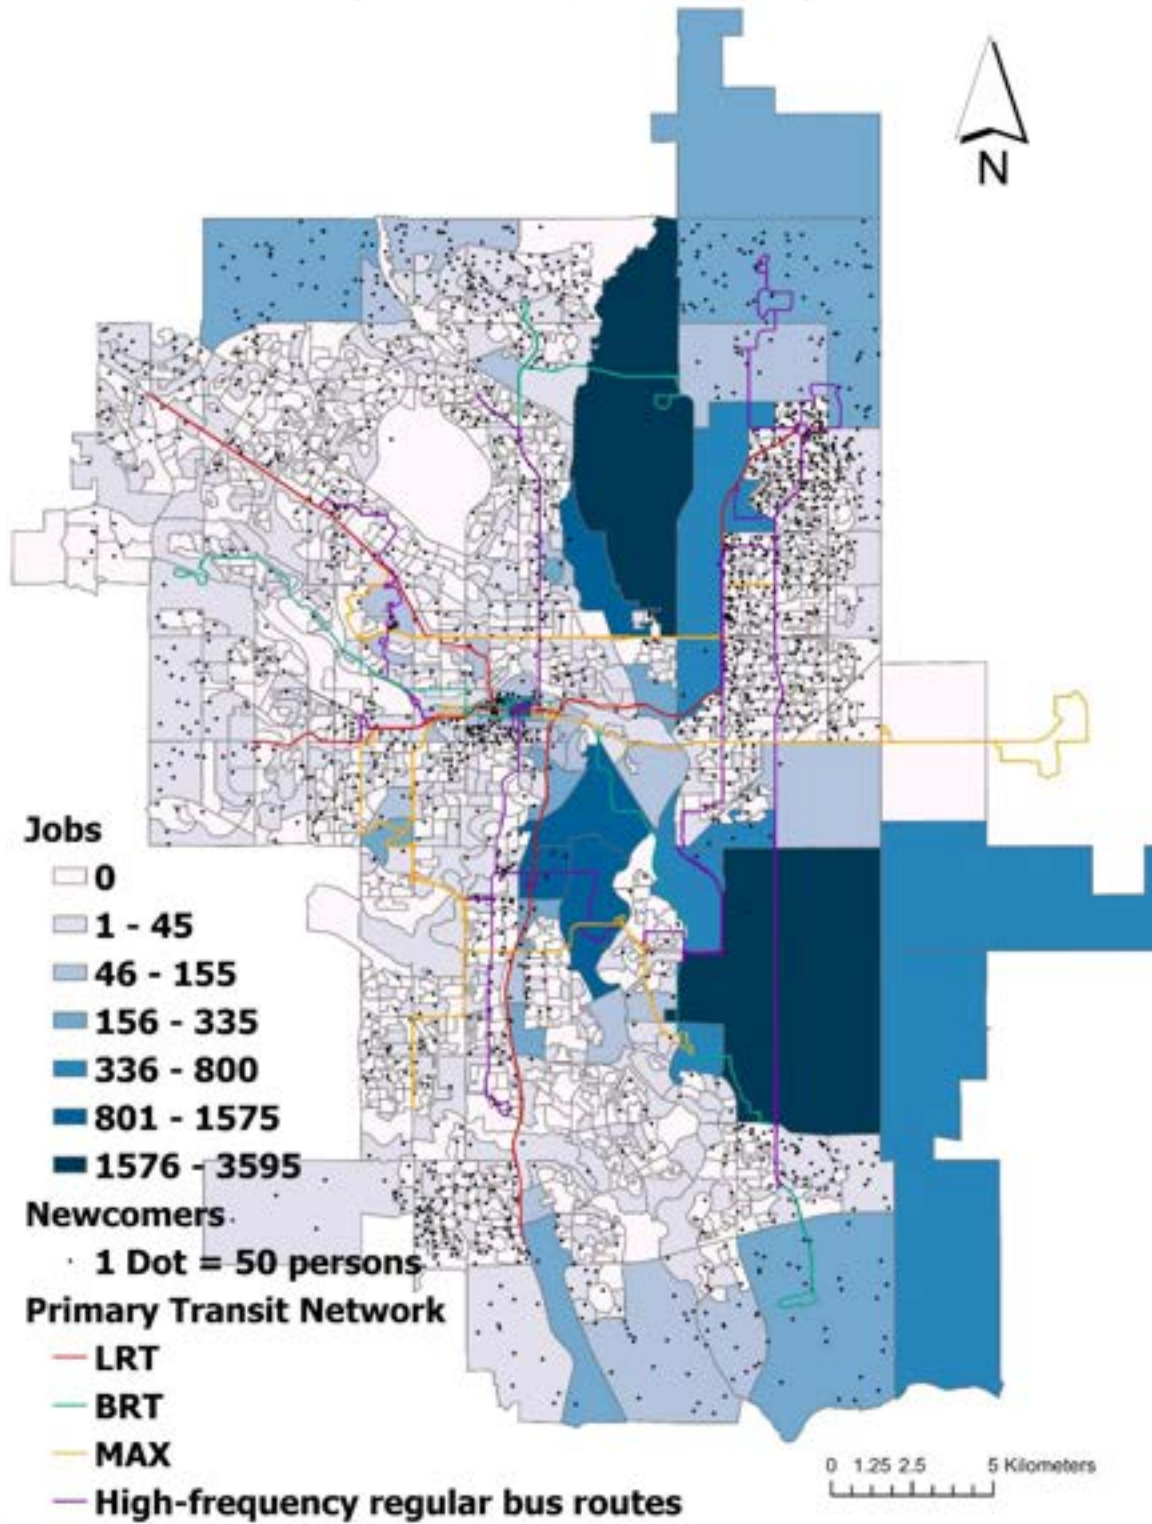 N
Jobs
0
1 - 45
46 - 155
156 - 335
336 - 800
801 - 1575
1576 - 3595
Newcomers
1 Dot = 50 persons
Primary Transit Network
LRT
BRT
MAX
High-frequency regular bus routes
0 1.25 2.5 5 Kilometers